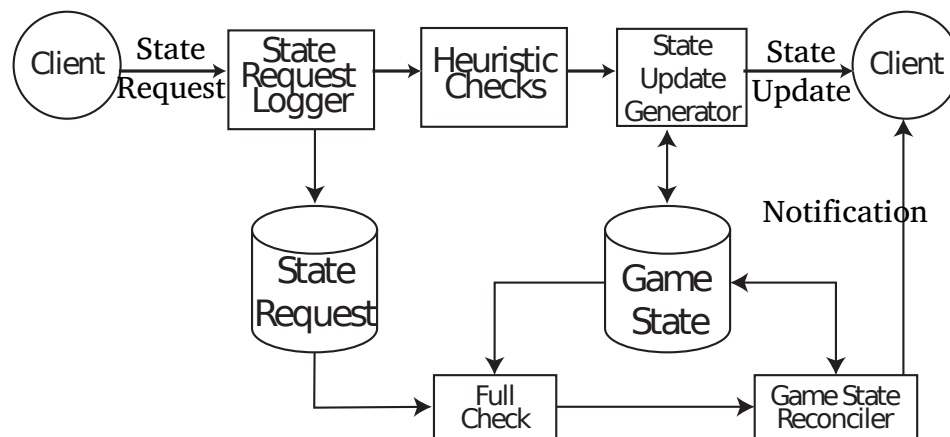 Client
State
Request
State
Request
Logger
Heuristic
Checks
State
Update
Generator
State
Update
Client
Notification
State
Request
Game
State
Full
Check
Game State
Reconciler